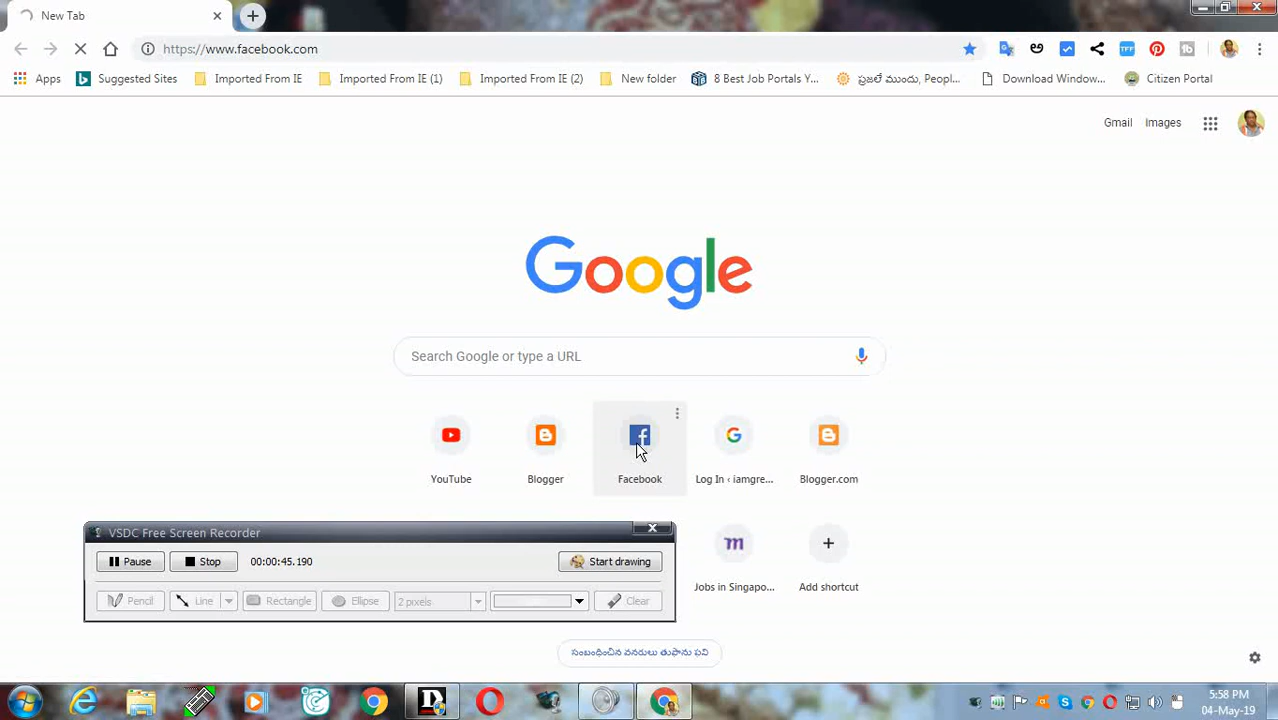 New Tab
https://www.facebook.com
Apps
Suggested Sites
Imported From IE
Imported From IE (1)
Imported From IE (2)
New folder
8 Best Job Portals Y...
ప్రజలే ముందు, Peopl...
Download Window...
Citizen Portal
Gmail
Images
Google
Search Google or type a URL
YouTube
Blogger
Facebook
Log In ‹ iamgre...
Blogger.com
VSDC Free Screen Recorder
Pause
Stop
00:00:45.190
Start drawing
Pencil
Line
Rectangle
Ellipse
2 pixels
Clear
Jobs in Singapo...
Add shortcut
సంబంధించిన వనరులు తుఫాను ఫని
5:58 PM
04-May-19